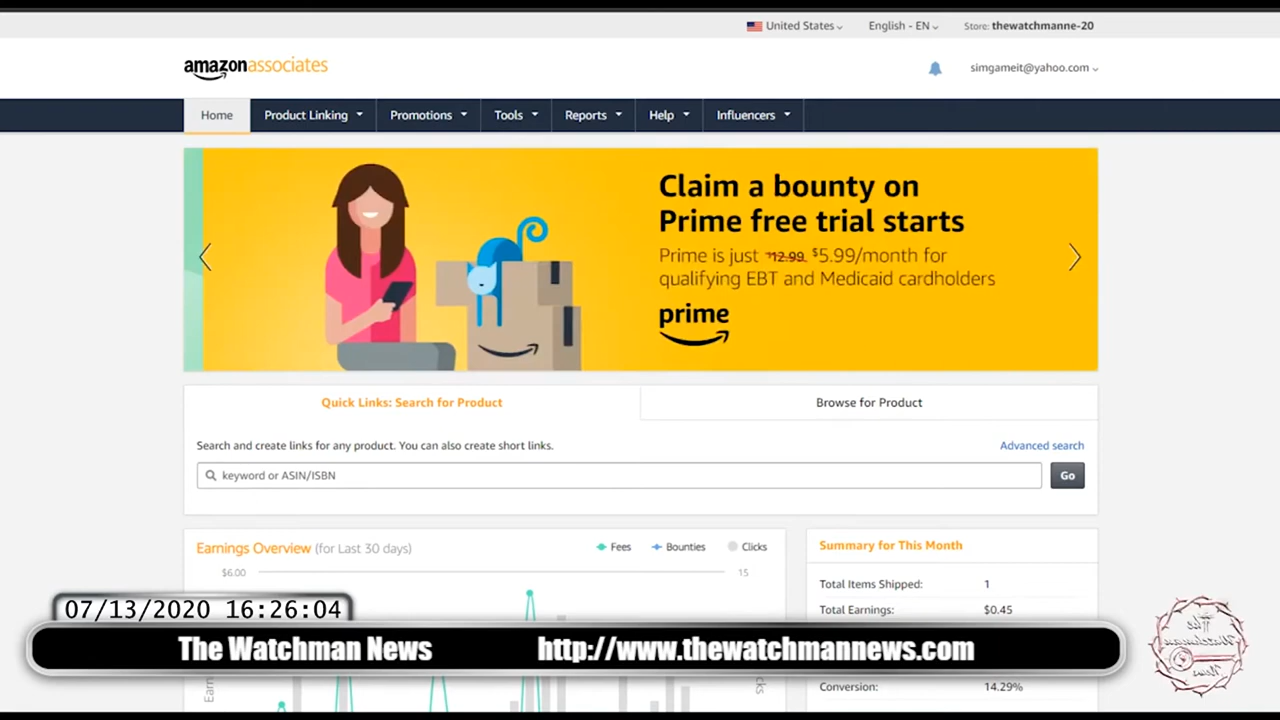 United States
English - EN
Store: thewatchmanne-20
amazonassociates
simgameit@yahoo.com
Home
Product Linking
Promotions
Tools
Reports
Help
Influencers
Claim a bounty on
Prime free trial starts
Prime is just $12.99 $5.99/month for
qualifying EBT and Medicaid cardholders
prime
Quick Links: Search for Product
Browse for Product
Search and create links for any product. You can also create short links.
Advanced search
keyword or ASIN/ISBN
Go
Earnings Overview (for Last 30 days)
Fees
Bounties
Clicks
$6.00
15
Summary for This Month
Total Items Shipped: 1
Total Earnings: $0.45
07/13/2020 16:26:04
The Watchman News http://www.thewatchmannews.com
Conversion: 14.29%
The
Watchman
News